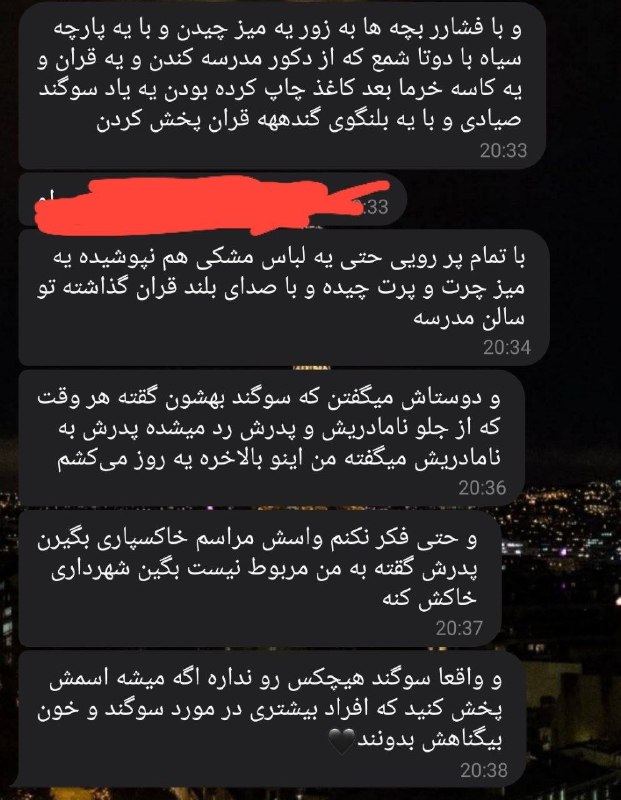 و با فشارر بچه ها به زور یه میز چیدن و با یه پارچه
سیاه با دوتا شمع که از دکور مدرسه کندن و یه قران و
یه کاسه خرما بعد کاغذ چاپ کرده بودن به یاد سوگند
صیادی و با یه بلنگوی گندههه قران پخش کردن
20:33
:33
با تمام پر رویی حتی یه لباس مشکی هم نپوشیده یه
میز چرت و پرت چیده و با صدای بلند قران گذاشته تو
سالن مدرسه
20:34
و دوستاش میگفتن که سوگند بهشون گقته هر وقت
که از جلو نامادریش و پدرش رد میشده پدرش به
نامادریش میگفته من اینو بالاخره یه روز می‌کشم
20:36
و حتی فکر نکنم واسش مراسم خاکسپاری بگیرن
پدرش گقته به من مربوط نیست بگین شهرداری
خاکش کنه
20:37
و واقعا سوگند هیچکس رو نداره اگه میشه اسمش
پخش کنید که افراد بیشتری در مورد سوگند و خون
بیگناهش بدونند🖤
20:38